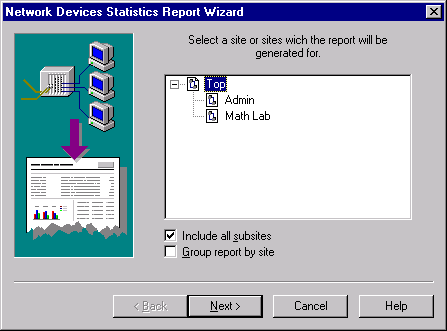 Network Devices Statistics Report Wizard
Select a site or sites wich the report will be
generated for.
Top
Admin
Math Lab
Include all subsites
Group report by site
< Back
Next >
Cancel
Help